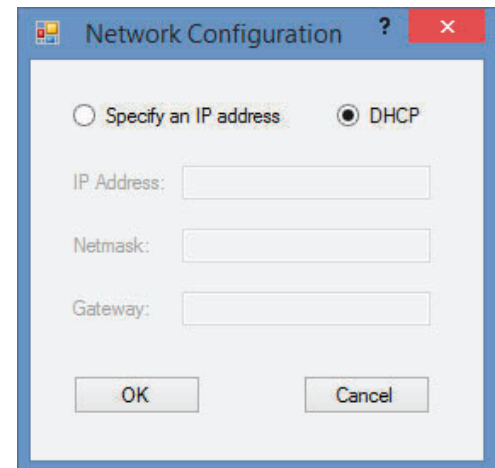 Network Configuration ?
Specify an IP address DHCP
IP Address:
Netmask:
Gateway:
OK Cancel